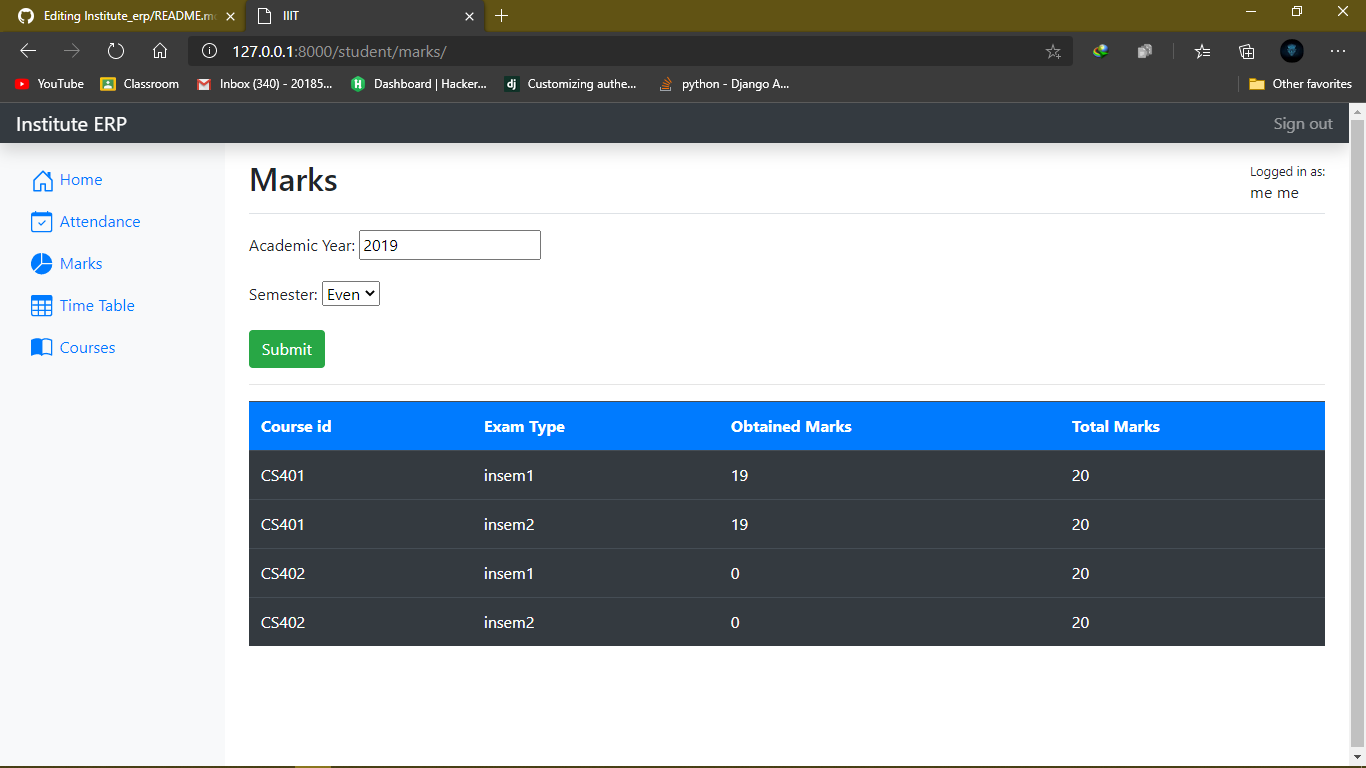 Editing Institute_erp/README.m
IIIT
127.0.0.1:8000/student/marks/
YouTube
Classroom
Inbox (340) - 20185...
Dashboard | Hacker...
dj
Customizing authe...
python - Django A...
Other favorites
Institute ERP
Sign out
Home
Attendance
Marks
Time Table
Courses
Marks
Logged in as:
me me
Academic Year: 2019
Semester: Even
Submit
Course id Exam Type Obtained Marks Total Marks
CS401 insem1 19 20
CS401 insem2 19 20
CS402 insem1 0 20
CS402 insem2 0 20